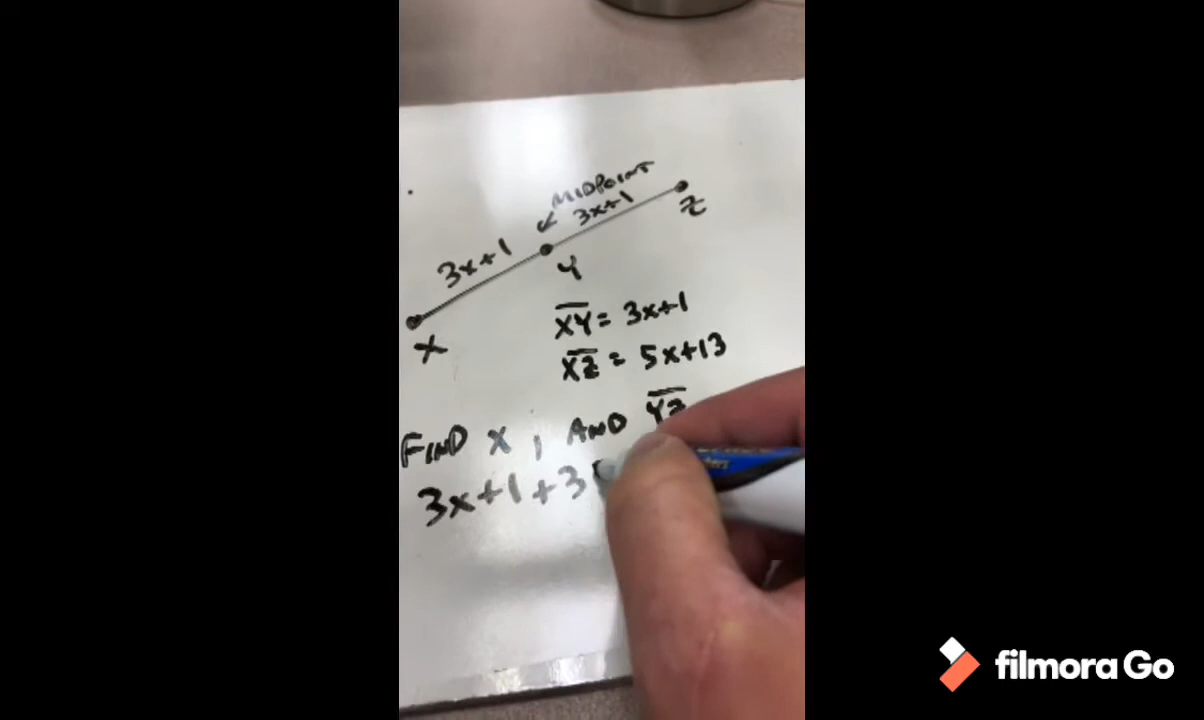 MIDPOINT
3x+1
3x+1
Z
Y
X
XY = 3x+1
XZ = 5x+13
FIND X, AND YZ
3x+1+3
filmora Go